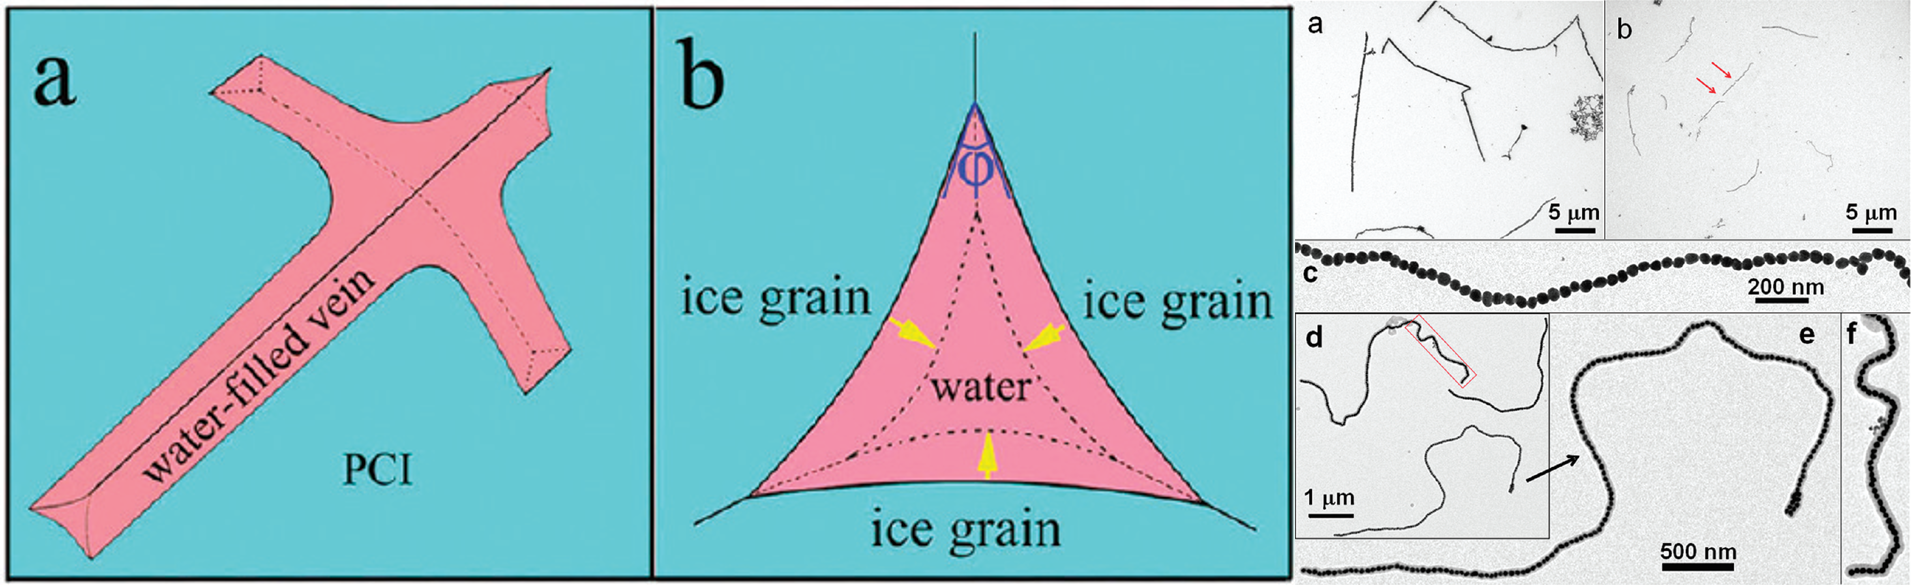 a
water-filled vein
PCI
b
φ
ice grain
ice grain
water
ice grain
a
5 μm
b
5 μm
c
200 nm
d
1 μm
e
500 nm
f